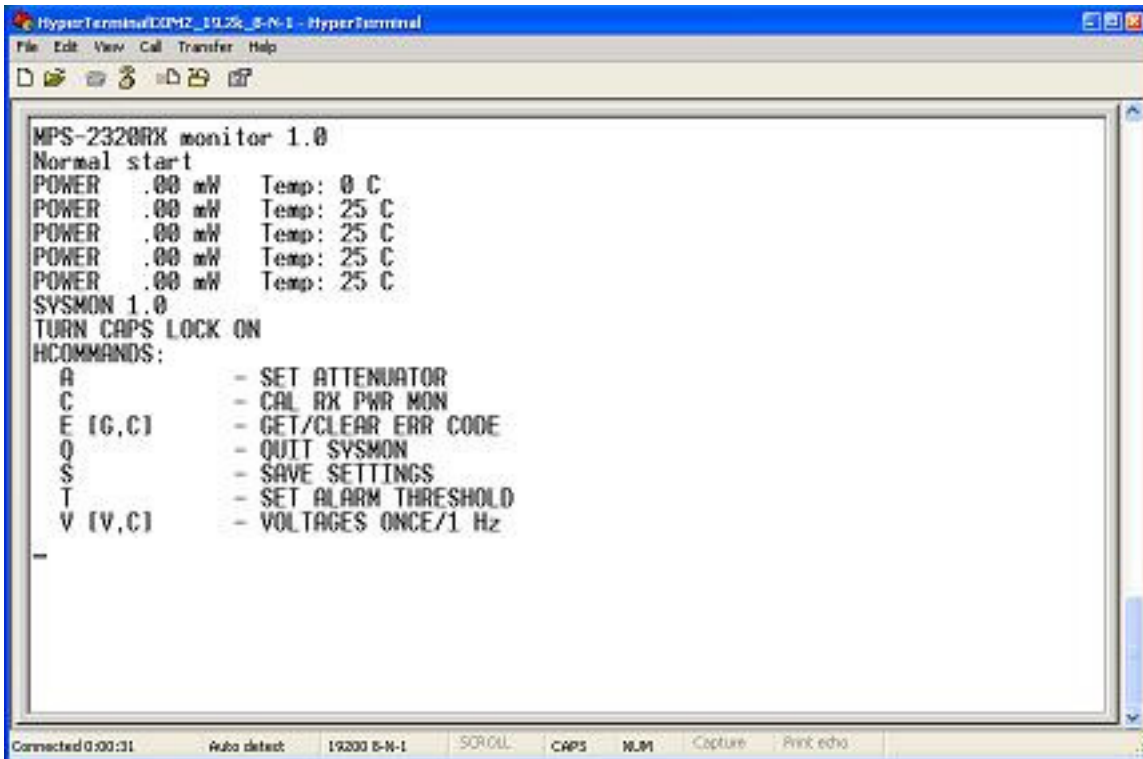 HyperTerminalCOM2_19.2k_8-N-1 - HyperTerminal
File Edit View Call Transfer Help
MPS-2320RX monitor 1.0
Normal start
POWER .00 mW Temp: 0 C
POWER .00 mW Temp: 25 C
POWER .00 mW Temp: 25 C
POWER .00 mW Temp: 25 C
POWER .00 mW Temp: 25 C
SYSMON 1.0
TURN CAPS LOCK ON
HCOMMANDS:
A - SET ATTENUATOR
C - CAL RX PWR MON
E [G,C] - GET/CLEAR ERR CODE
Q - QUIT SYSMON
S - SAVE SETTINGS
T - SET ALARM THRESHOLD
V [V,C] - VOLTAGES ONCE/1 Hz
Connected 0:00:31 Auto detect 19200 8-N-1 SCROLL CAPS NUM Capture Print echo